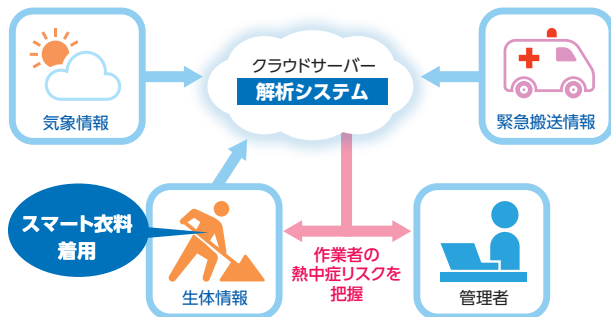 クラウドサーバー
解析システム
気象情報
緊急搬送情報
スマート衣料
着用
作業者の
熱中症リスクを
把握
生体情報
管理者